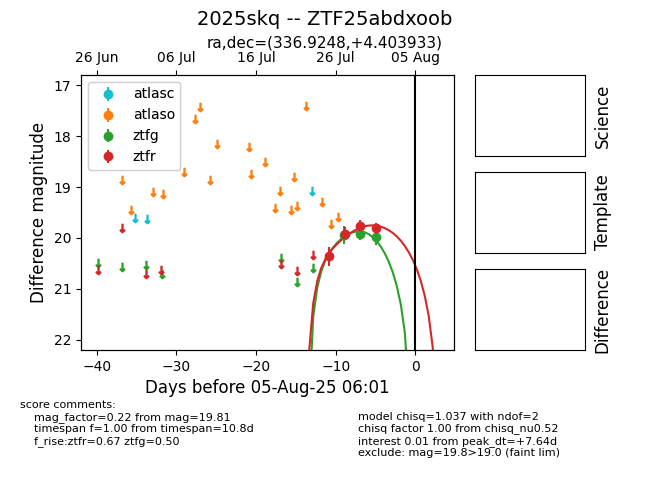 2025skq -- ZTF25abdxoob
ra,dec=(336.9248,+4.403933)
26 Jun 06 Jul 16 Jul 26 Jul 05 Aug
atlasc
atlaso
ztfg
ztfr
17
18
19
20
21
22
Difference magnitude
−40 −30 −20 −10 0
Days before 05-Aug-25 06:01
Science
Template
Difference
score comments:
mag_factor=0.22 from mag=19.81
timespan f=1.00 from timespan=10.8d
f_rise:ztfr=0.67 ztfg=0.50
model chisq=1.037 with ndof=2
chisq factor 1.00 from chisq_nu0.52
interest 0.01 from peak_dt=+7.64d
exclude: mag=19.8>19.0 (faint lim)